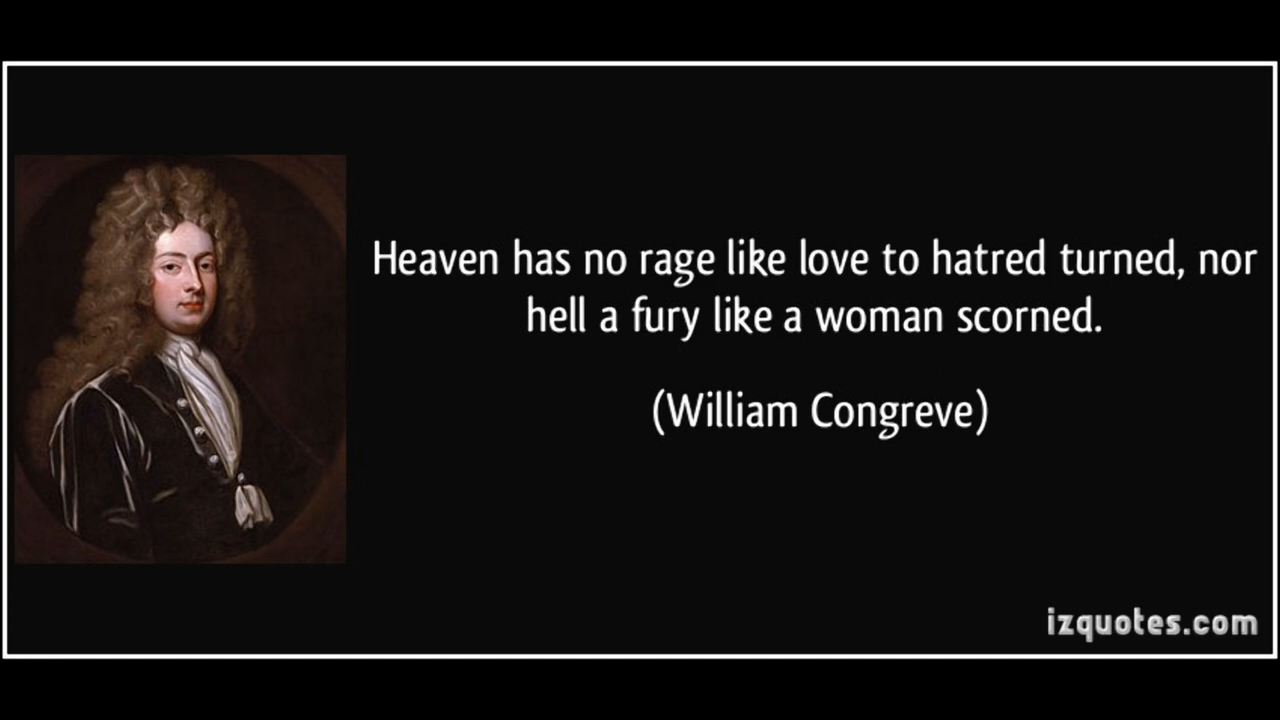 Heaven has no rage like love to hatred turned, nor
hell a fury like a woman scorned.
(William Congreve)
izquotes.com